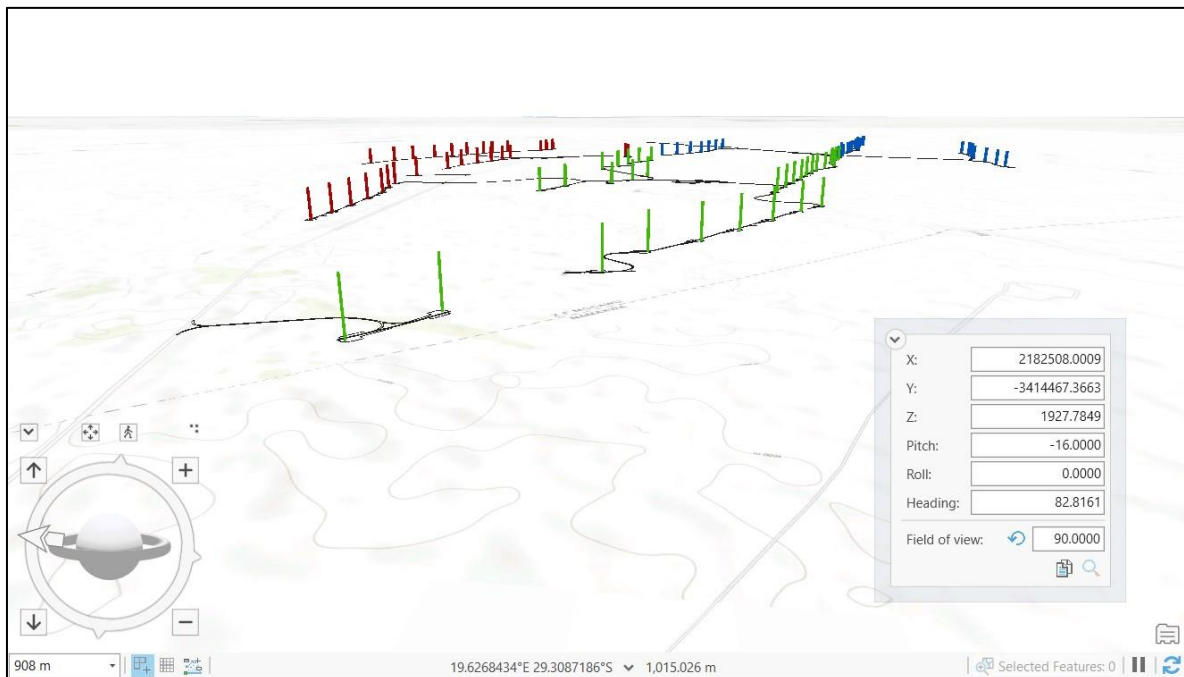 X: 2182508.0009
Y: -3414467.3663
Z: 1927.7849
Pitch: -16.0000
Roll: 0.0000
Heading: 82.8161
Field of view: 90.0000
908 m
19.6268434°E 29.3087186°S
1,015.026 m
Selected Features: 0